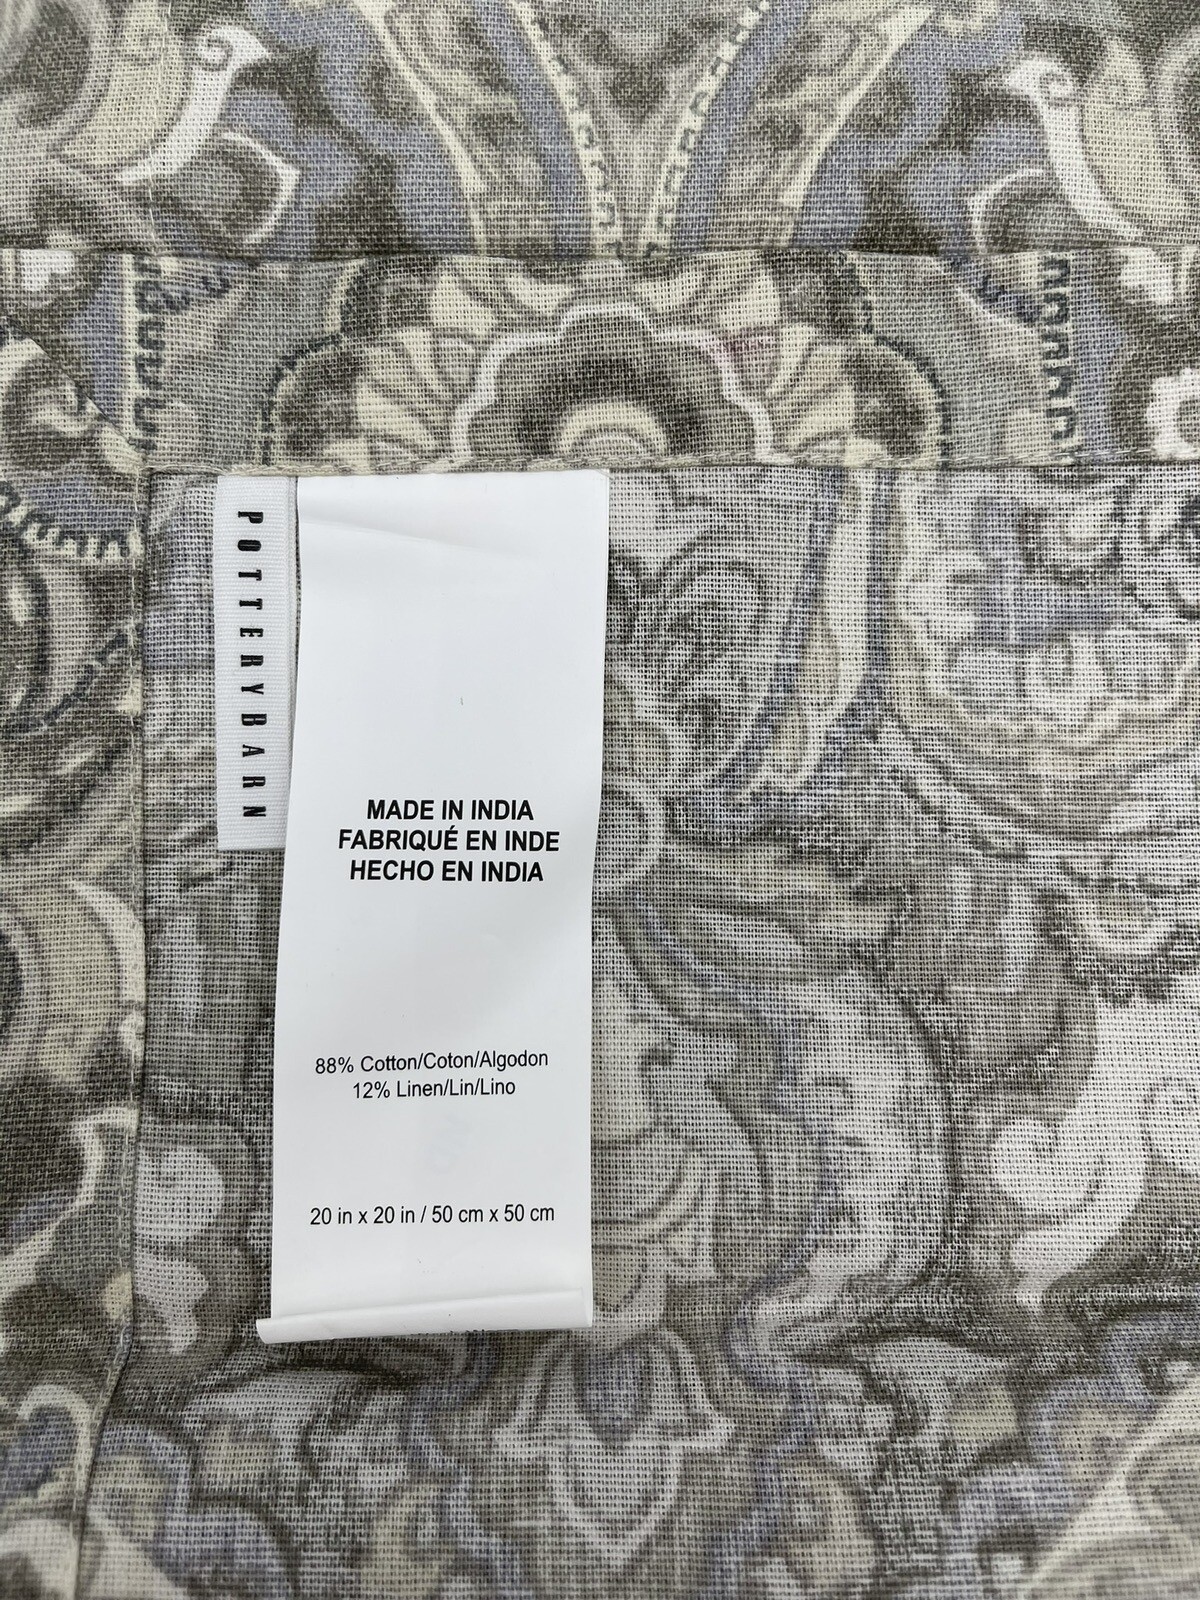 POTTERYBARN
MADE IN INDIA
FABRIQUÉ EN INDE
HECHO EN INDIA
88% Cotton/Coton/Algodon
12% Linen/Lin/Lino
20 in x 20 in / 50 cm x 50 cm